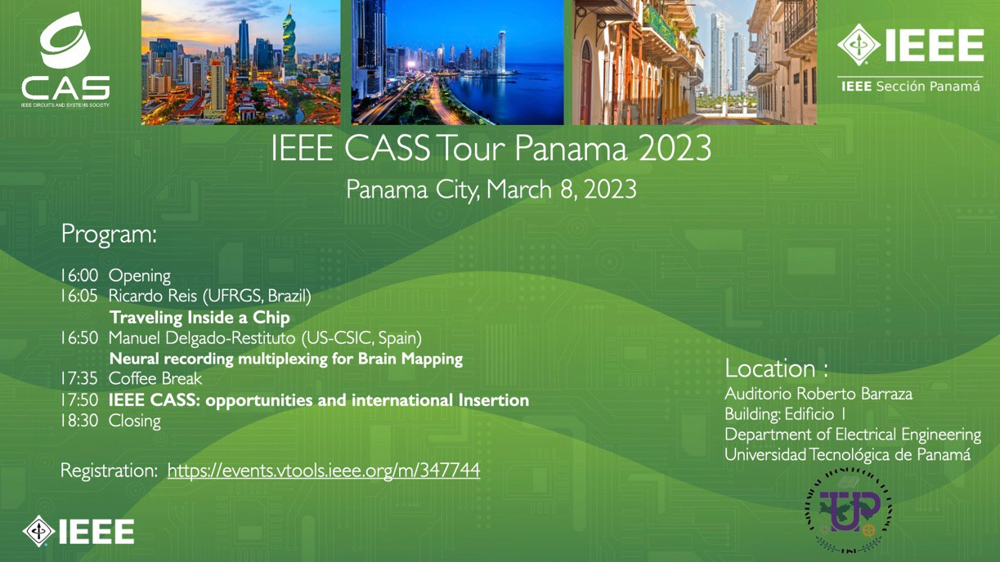 CAS
IEEE CIRCUITS AND SYSTEMS SOCIETY
IEEE
IEEE Sección Panamá
IEEE CASS Tour Panama 2023
Panama City, March 8, 2023
Program:
16:00 Opening
16:05 Ricardo Reis (UFRGS, Brazil)
Traveling Inside a Chip
16:50 Manuel Delgado-Restituto (US-CSIC, Spain)
Neural recording multiplexing for Brain Mapping
17:35 Coffee Break
17:50 IEEE CASS: opportunities and international Insertion
18:30 Closing
Registration: https://events.vtools.ieee.org/m/347744
Location :
Auditorio Roberto Barraza
Building: Edificio 1
Department of Electrical Engineering
Universidad Tecnológica de Panamá
UTP
IEEE